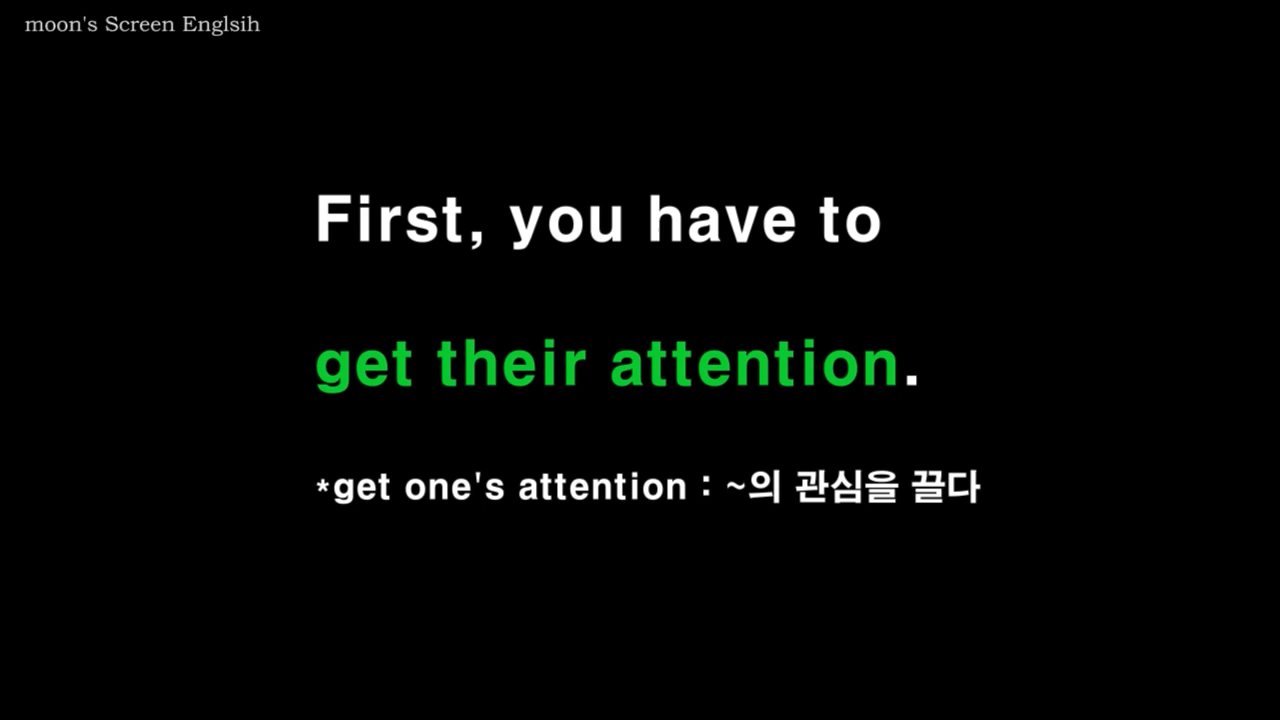 moon's Screen Englsih
First, you have to
get their attention.
*get one's attention : ~의 관심을 끌다